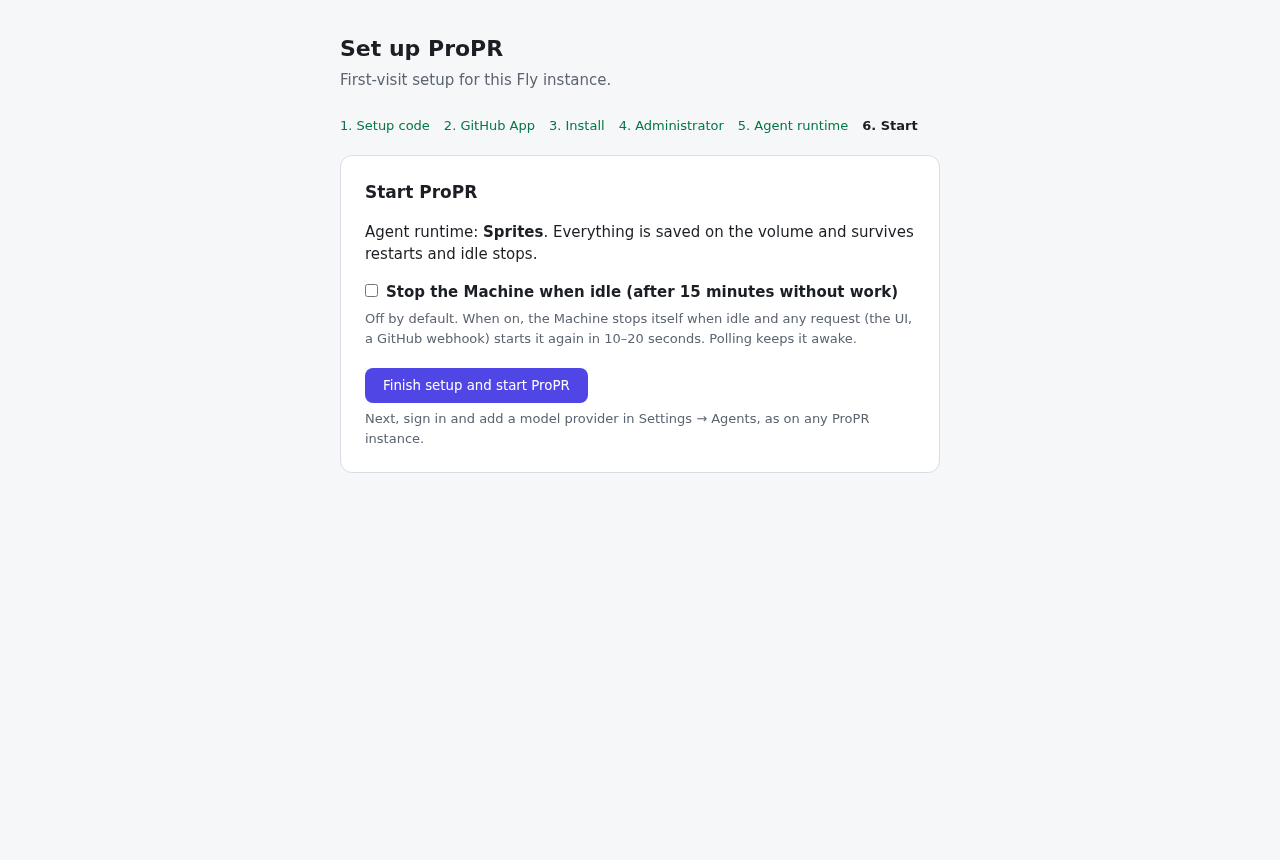 Set up ProPR
First-visit setup for this Fly instance.
1. Setup code 2. GitHub App 3. Install 4. Administrator 5. Agent runtime 6. Start
Start ProPR
Agent runtime: Sprites. Everything is saved on the volume and survives
restarts and idle stops.
Stop the Machine when idle (after 15 minutes without work)
Off by default. When on, the Machine stops itself when idle and any request (the UI,
a GitHub webhook) starts it again in 10–20 seconds. Polling keeps it awake.
Finish setup and start ProPR
Next, sign in and add a model provider in Settings → Agents, as on any ProPR
instance.